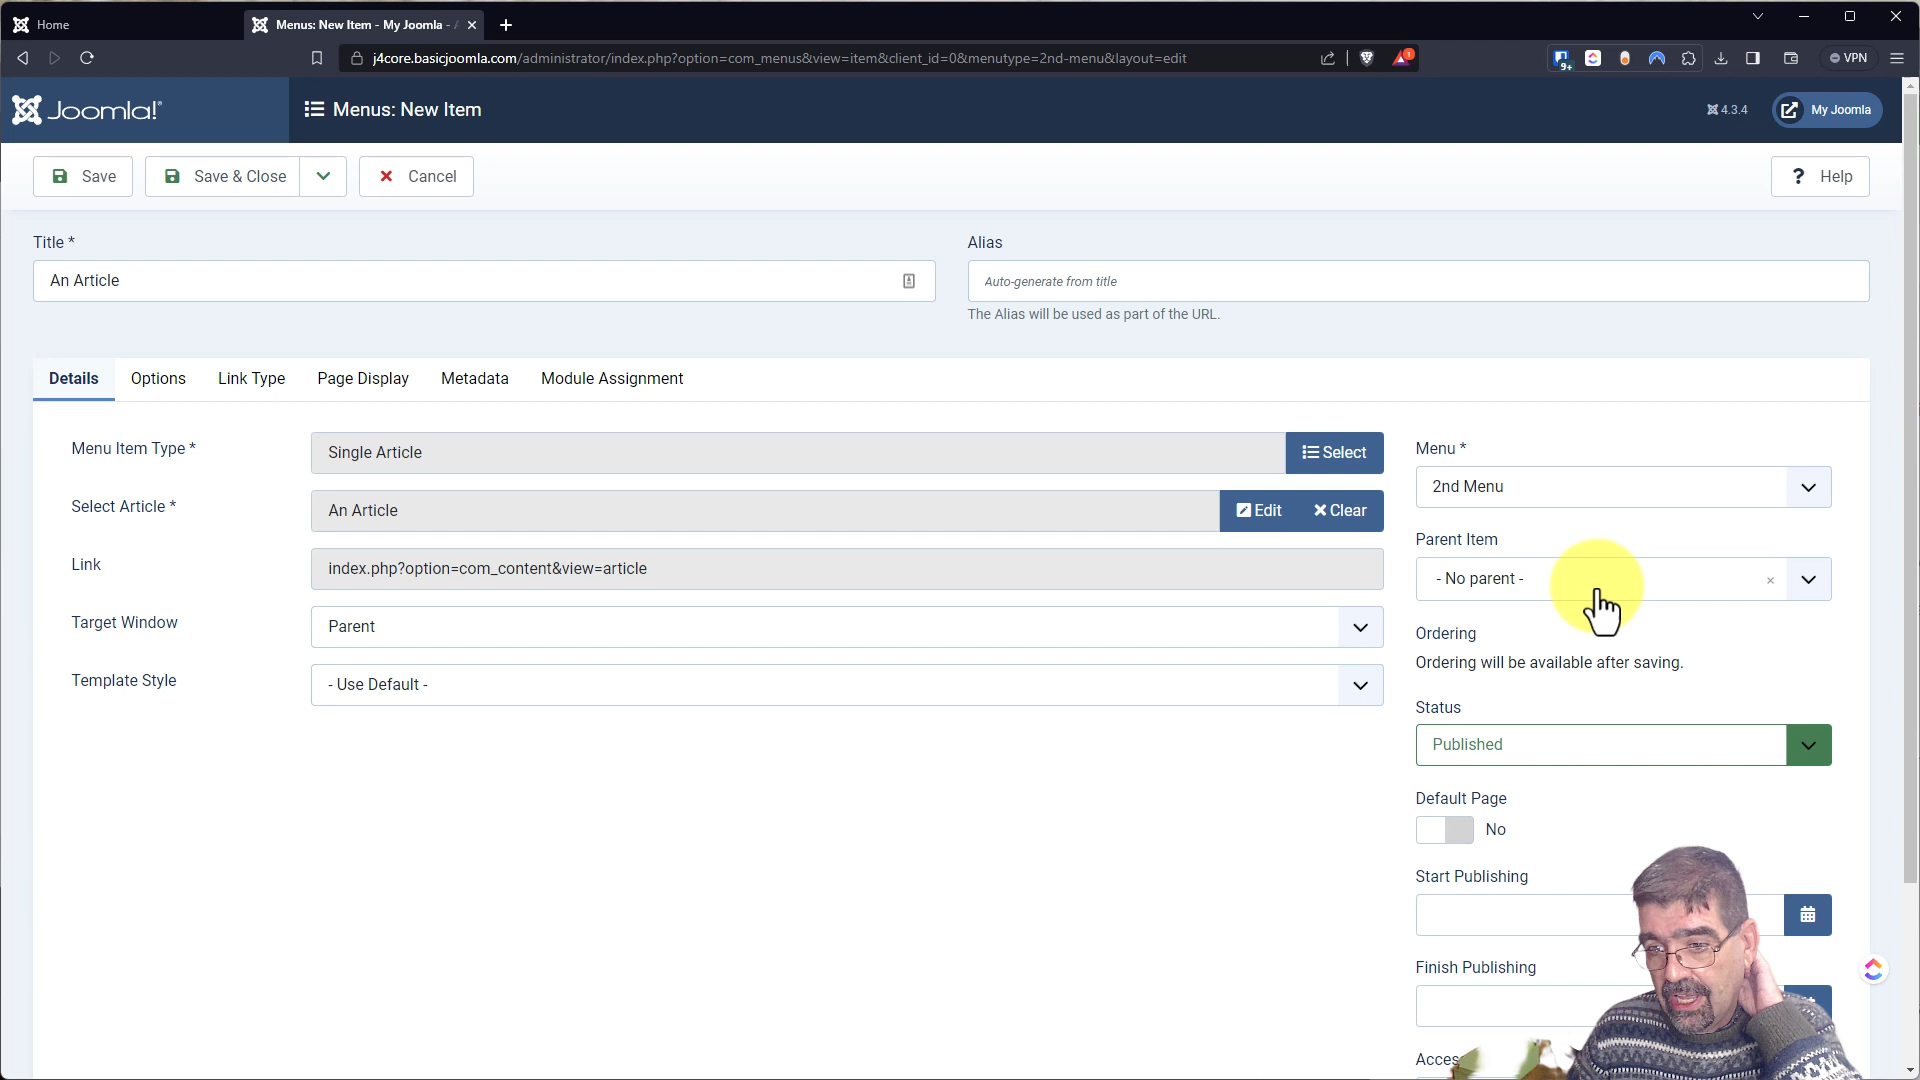 Home
Menus: New Item - My Joomla -
j4core.basicjoomla.com/administrator/index.php?option=com_menus&view=item&client_id=0&menutype=2nd-menu&layout=edit
1
9+
VPN
Joomla!
Menus: New Item
4.3.4
My Joomla
Save
Save & Close
Cancel
? Help
Title *
Alias
An Article
Auto-generate from title
The Alias will be used as part of the URL.
Details
Options
Link Type
Page Display
Metadata
Module Assignment
Menu Item Type *
Single Article
Select
Menu *
2nd Menu
Select Article *
An Article
Edit
Clear
Parent Item
- No parent -
Link
index.php?option=com_content&view=article
Target Window
Parent
Ordering
Ordering will be available after saving.
Template Style
- Use Default -
Status
Published
Default Page
No
Start Publishing
Finish Publishing